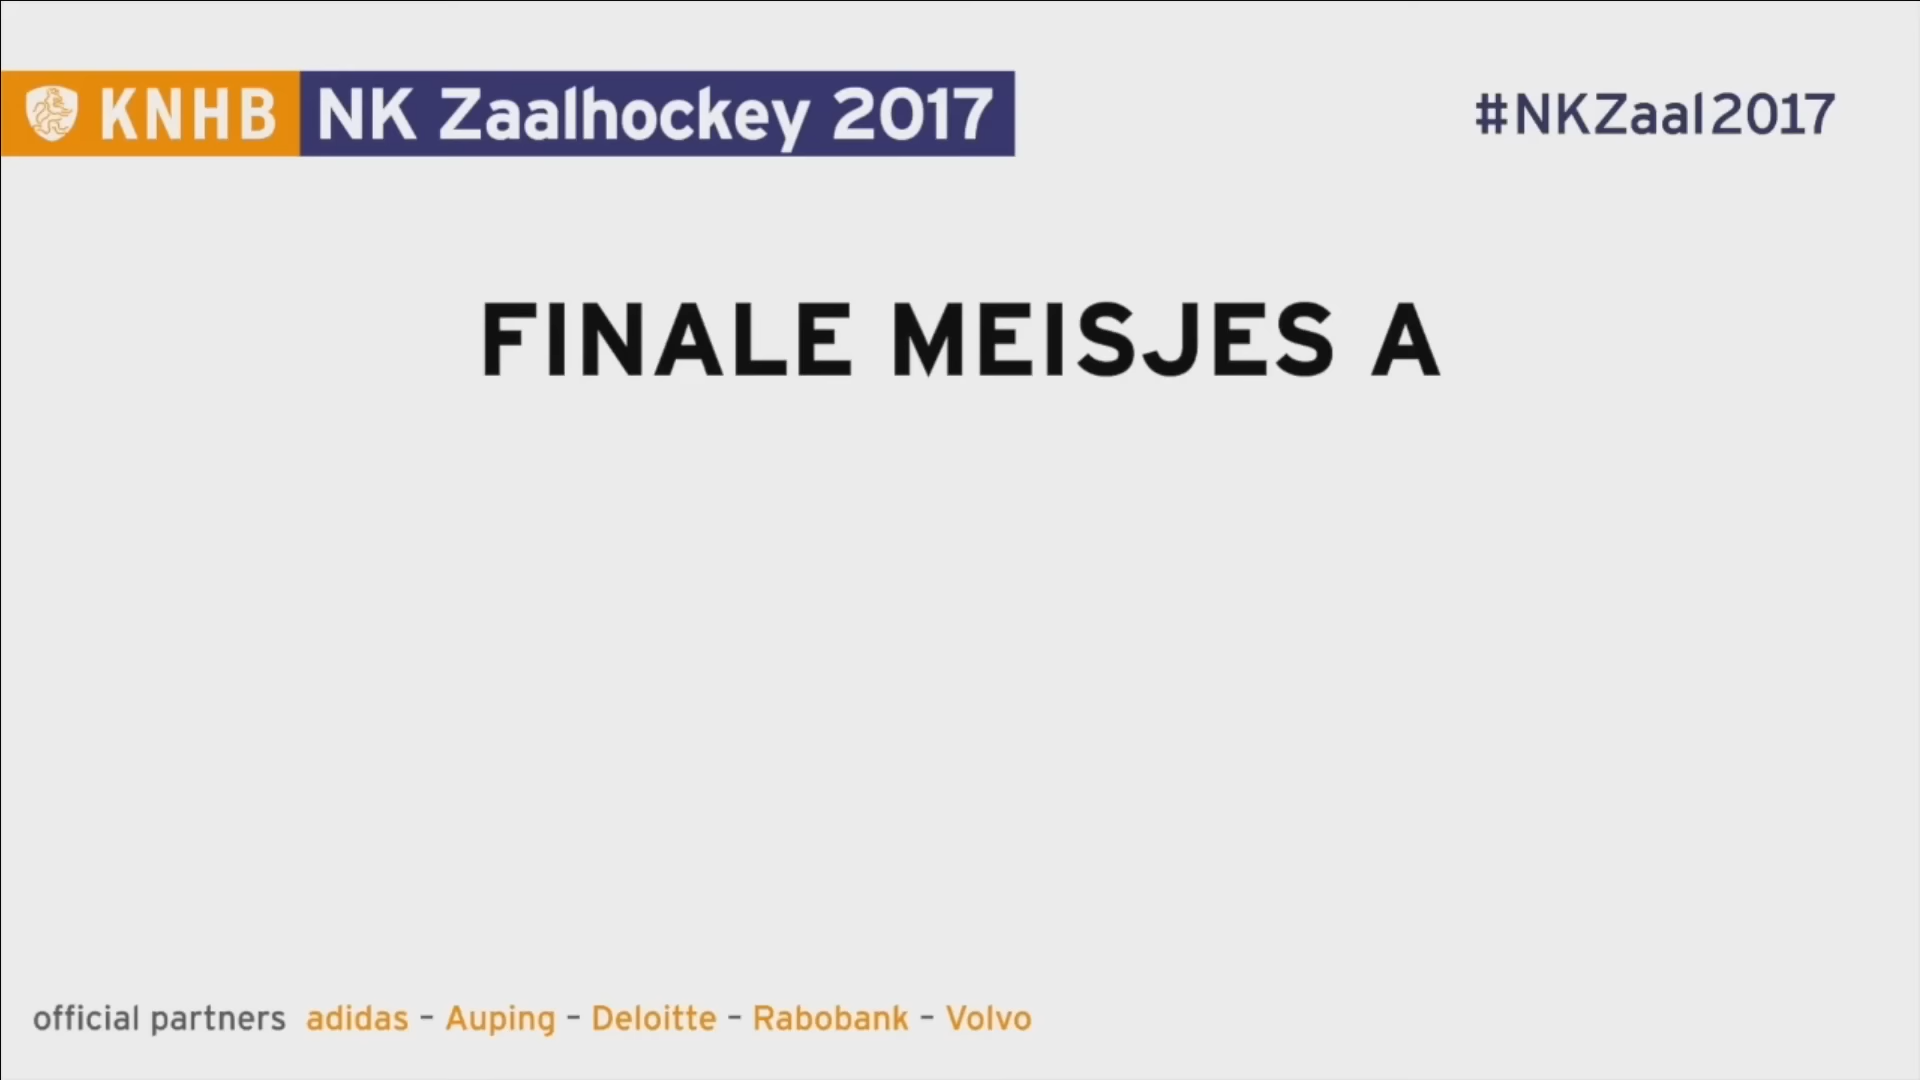 KNHB NK Zaalhockey 2017
#NKZaal2017
FINALE MEISJES A
official partners adidas - Auping - Deloitte - Rabobank - Volvo